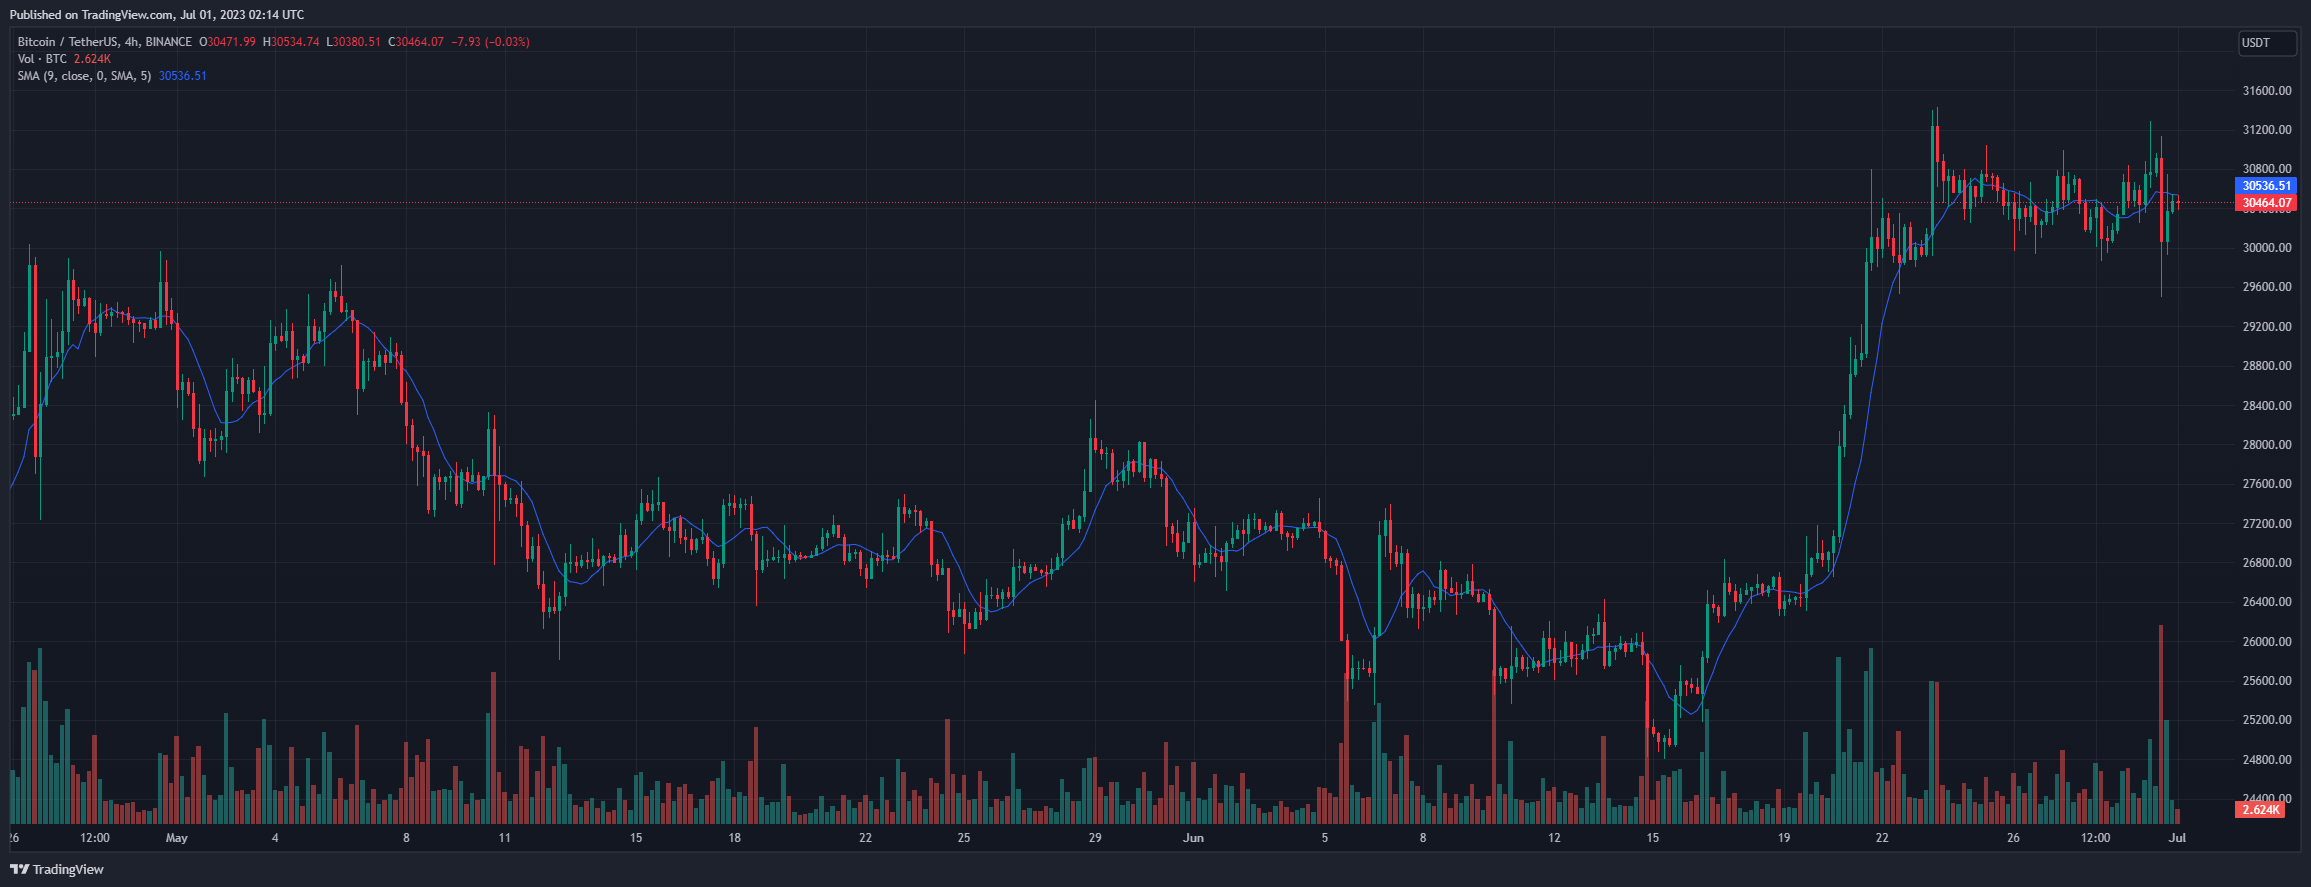 Published on TradingView.com, Jul 01, 2023 02:14 UTC
Bitcoin / TetherUS, 4h, BINANCE O30471.99 H30534.74 L30380.51 C30464.07 −7.93 (−0.03%)
Vol · BTC 2.624K
SMA (9, close, 0, SMA, 5) 30536.51
USDT
31600.00
31200.00
30800.00
30536.51
30464.07
30400.00
30000.00
29600.00
29200.00
28800.00
28400.00
28000.00
27600.00
27200.00
26800.00
26400.00
26000.00
25600.00
25200.00
24800.00
24400.00
2.624K
26 12:00 May 4 8 11 15 18 22 25 29 Jun 5 8 12 15 19 22 26 12:00 Jul
TradingView